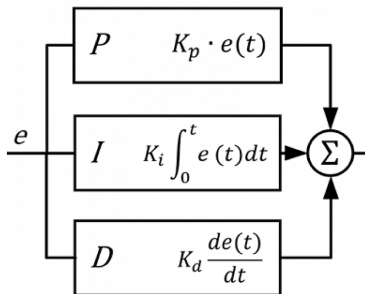 P K_p · e(t)
e
I K_i ∫_0^t e (t)dt
Σ
D K_d de(t)/dt